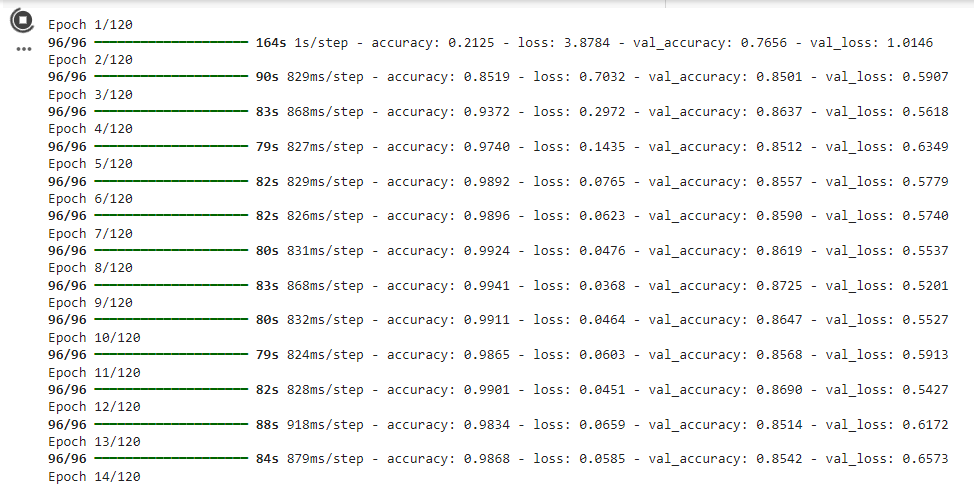 Epoch 1/120
96/96 ━━━━━━━━━━━━━━━━━━━━ 164s 1s/step - accuracy: 0.2125 - loss: 3.8784 - val_accuracy: 0.7656 - val_loss: 1.0146
Epoch 2/120
96/96 ━━━━━━━━━━━━━━━━━━━━ 90s 829ms/step - accuracy: 0.8519 - loss: 0.7032 - val_accuracy: 0.8501 - val_loss: 0.5907
Epoch 3/120
96/96 ━━━━━━━━━━━━━━━━━━━━ 83s 868ms/step - accuracy: 0.9372 - loss: 0.2972 - val_accuracy: 0.8637 - val_loss: 0.5618
Epoch 4/120
96/96 ━━━━━━━━━━━━━━━━━━━━ 79s 827ms/step - accuracy: 0.9740 - loss: 0.1435 - val_accuracy: 0.8512 - val_loss: 0.6349
Epoch 5/120
96/96 ━━━━━━━━━━━━━━━━━━━━ 82s 829ms/step - accuracy: 0.9892 - loss: 0.0765 - val_accuracy: 0.8557 - val_loss: 0.5779
Epoch 6/120
96/96 ━━━━━━━━━━━━━━━━━━━━ 82s 826ms/step - accuracy: 0.9896 - loss: 0.0623 - val_accuracy: 0.8590 - val_loss: 0.5740
Epoch 7/120
96/96 ━━━━━━━━━━━━━━━━━━━━ 80s 831ms/step - accuracy: 0.9924 - loss: 0.0476 - val_accuracy: 0.8619 - val_loss: 0.5537
Epoch 8/120
96/96 ━━━━━━━━━━━━━━━━━━━━ 83s 868ms/step - accuracy: 0.9941 - loss: 0.0368 - val_accuracy: 0.8725 - val_loss: 0.5201
Epoch 9/120
96/96 ━━━━━━━━━━━━━━━━━━━━ 80s 832ms/step - accuracy: 0.9911 - loss: 0.0464 - val_accuracy: 0.8647 - val_loss: 0.5527
Epoch 10/120
96/96 ━━━━━━━━━━━━━━━━━━━━ 79s 824ms/step - accuracy: 0.9865 - loss: 0.0603 - val_accuracy: 0.8568 - val_loss: 0.5913
Epoch 11/120
96/96 ━━━━━━━━━━━━━━━━━━━━ 82s 828ms/step - accuracy: 0.9901 - loss: 0.0451 - val_accuracy: 0.8690 - val_loss: 0.5427
Epoch 12/120
96/96 ━━━━━━━━━━━━━━━━━━━━ 88s 918ms/step - accuracy: 0.9834 - loss: 0.0659 - val_accuracy: 0.8514 - val_loss: 0.6172
Epoch 13/120
96/96 ━━━━━━━━━━━━━━━━━━━━ 84s 879ms/step - accuracy: 0.9868 - loss: 0.0585 - val_accuracy: 0.8542 - val_loss: 0.6573
Epoch 14/120